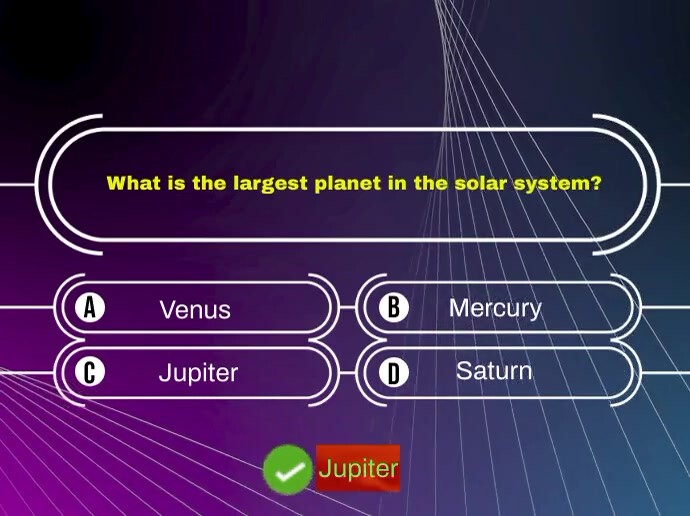 What is the largest planet in the solar system?
A Venus
B Mercury
C Jupiter
D Saturn
Jupiter